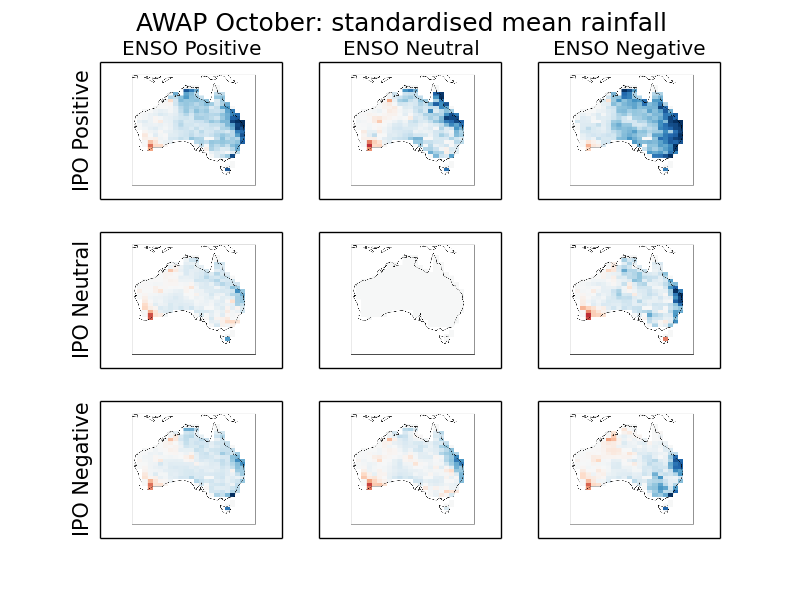 AWAP October: standardised mean rainfall
ENSO Positive
ENSO Neutral
ENSO Negative
IPO Positive
IPO Neutral
IPO Negative